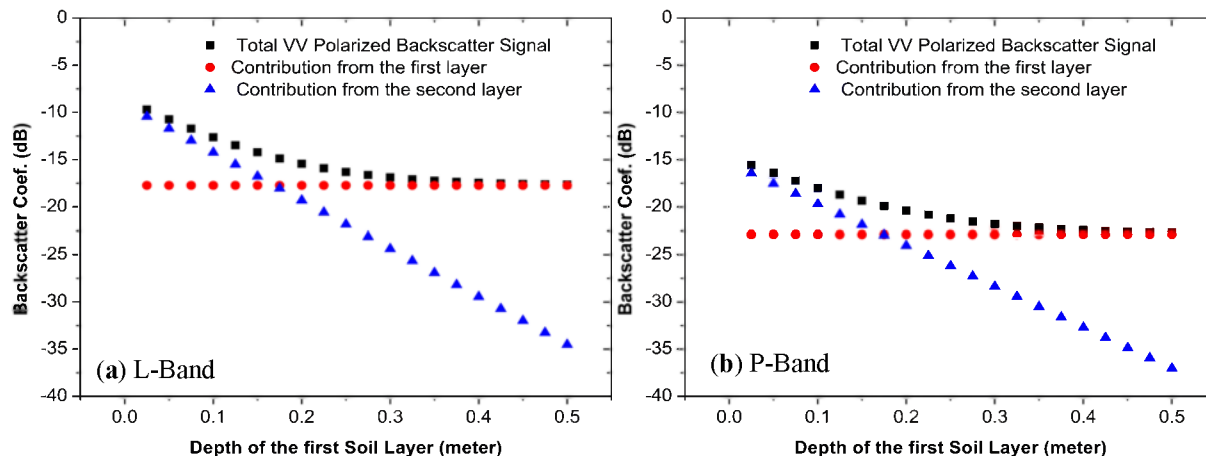 0
-5
-10
-15
-20
-25
-30
-35
-40
Backscatter Coef. (dB)
Total VV Polarized Backscatter Signal
Contribution from the first layer
Contribution from the second layer
(a) L-Band
0.0 0.1 0.2 0.3 0.4 0.5
Depth of the first Soil Layer (meter)
0
-5
-10
-15
-20
-25
-30
-35
-40
Backscatter Coef. (dB)
Total VV Polarized Backscatter Signal
Contribution from the first layer
Contribution from the second layer
(b) P-Band
0.0 0.1 0.2 0.3 0.4 0.5
Depth of the first Soil Layer (meter)